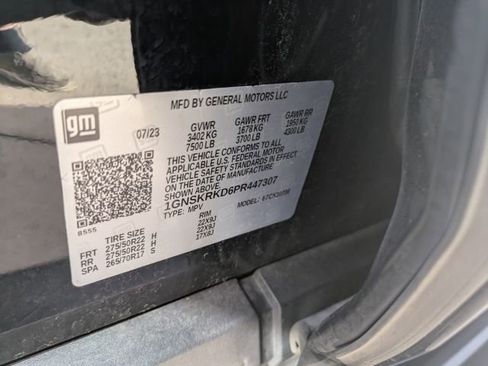 MFD BY GENERAL MOTORS LLC
gm
07/23
GVWR GAWR FRT GAWR RR
3402 KG 1678 KG 1950 KG
7500 LB 3700 LB 4300 LB
THIS VEHICLE CONFORMS TO ALL
APPLICABLE U.S. FEDERAL MOTOR
VEHICLE SAFETY STANDARDS IN EFFECT
ON THE DATE OF MANUFACTURE
SHOWN ABOVE.
1GNSKRKD6PR447307
TYPE: MPV MODEL:
8555
TIRE SIZE RIM
FRT 275/50R22 H 22X9J
RR 275/50R22 H 22X9J
SPA 265/70R17 S 17X8J